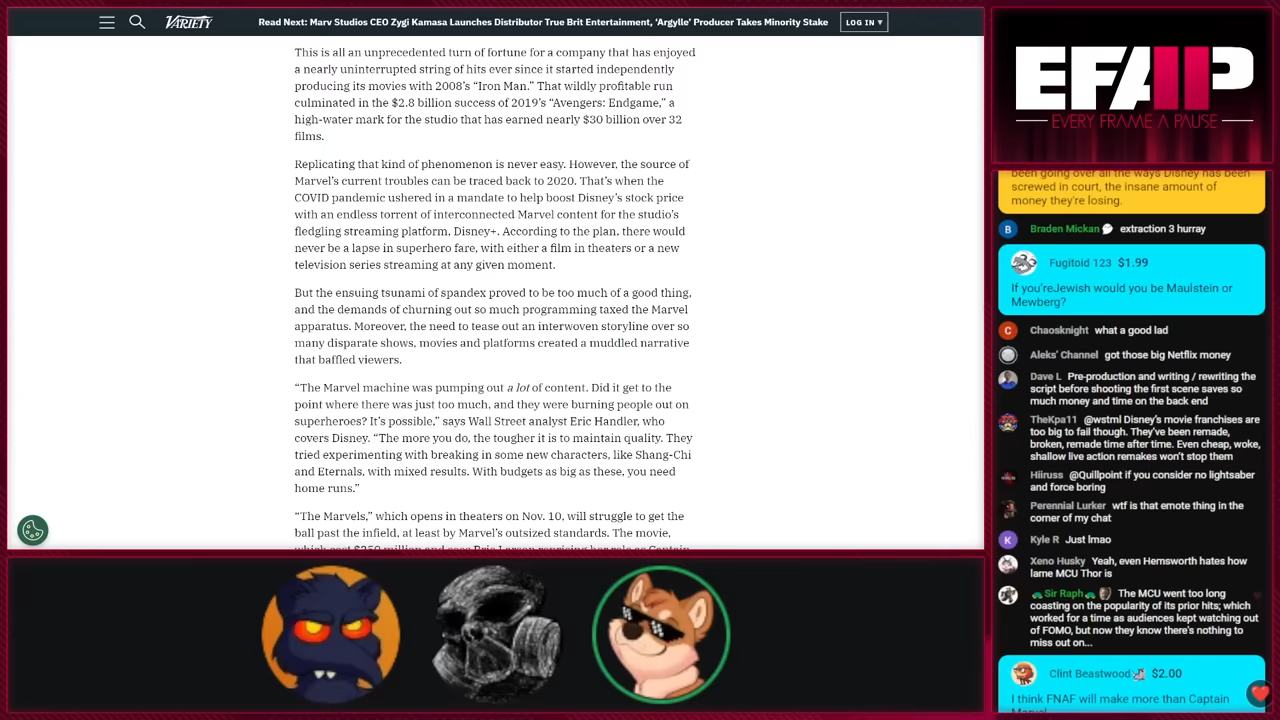 VARIETY
Read Next: Marv Studios CEO Zygi Kamasa Launches Distributor True Brit Entertainment, ‘Argylle’ Producer Takes Minority Stake
LOG IN ▾
This is all an unprecedented turn of fortune for a company that has enjoyed
a nearly uninterrupted string of hits ever since it started independently
producing its movies with 2008’s “Iron Man.” That wildly profitable run
culminated in the $2.8 billion success of 2019’s “Avengers: Endgame,” a
high-water mark for the studio that has earned nearly $30 billion over 32
films.
Replicating that kind of phenomenon is never easy. However, the source of
Marvel’s current troubles can be traced back to 2020. That’s when the
COVID pandemic ushered in a mandate to help boost Disney’s stock price
with an endless torrent of interconnected Marvel content for the studio’s
fledgling streaming platform, Disney+. According to the plan, there would
never be a lapse in superhero fare, with either a film in theaters or a new
television series streaming at any given moment.
But the ensuing tsunami of spandex proved to be too much of a good thing,
and the demands of churning out so much programming taxed the Marvel
apparatus. Moreover, the need to tease out an interwoven storyline over so
many disparate shows, movies and platforms created a muddled narrative
that baffled viewers.
“The Marvel machine was pumping out a lot of content. Did it get to the
point where there was just too much, and they were burning people out on
superheroes? It’s possible,” says Wall Street analyst Eric Handler, who
covers Disney. “The more you do, the tougher it is to maintain quality. They
tried experimenting with breaking in some new characters, like Shang-Chi
and Eternals, with mixed results. With budgets as big as these, you need
home runs.”
“The Marvels,” which opens in theaters on Nov. 10, will struggle to get the
ball past the infield, at least by Marvel’s outsized standards. The movie,
which cost $250 million and sees Brie Larson reprising her role as Captain
EFAP
EVERY FRAME A PAUSE
been going over all the ways Disney has been
screwed in court, the insane amount of
money they're losing.
B Braden Mickan extraction 3 hurray
Fugitoid 123 $1.99
If you'reJewish would you be Maulstein or
Mewberg?
C Chaosknight what a good lad
Aleks' Channel got those big Netflix money
Dave L Pre-production and writing / rewriting the
script before shooting the first scene saves so
much money and time on the back end
TheKpa11 @wstml Disney's movie franchises are
too big to fail though. They've been remade,
broken, remade time after time. Even cheap, woke,
shallow live action remakes won't stop them
Hiiruss @Quillpoint if you consider no lightsaber
and force boring
Perennial Lurker wtf is that emote thing in the
corner of my chat
K Kyle R Just lmao
Xeno Husky Yeah, even Hemsworth hates how
lame MCU Thor is
Sir Raph The MCU went too long
coasting on the popularity of its prior hits; which
worked for a time as audiences kept watching out
of FOMO, but now they know there's nothing to
miss out on...
Clint Beastwood $2.00
I think FNAF will make more than Captain
Marvel